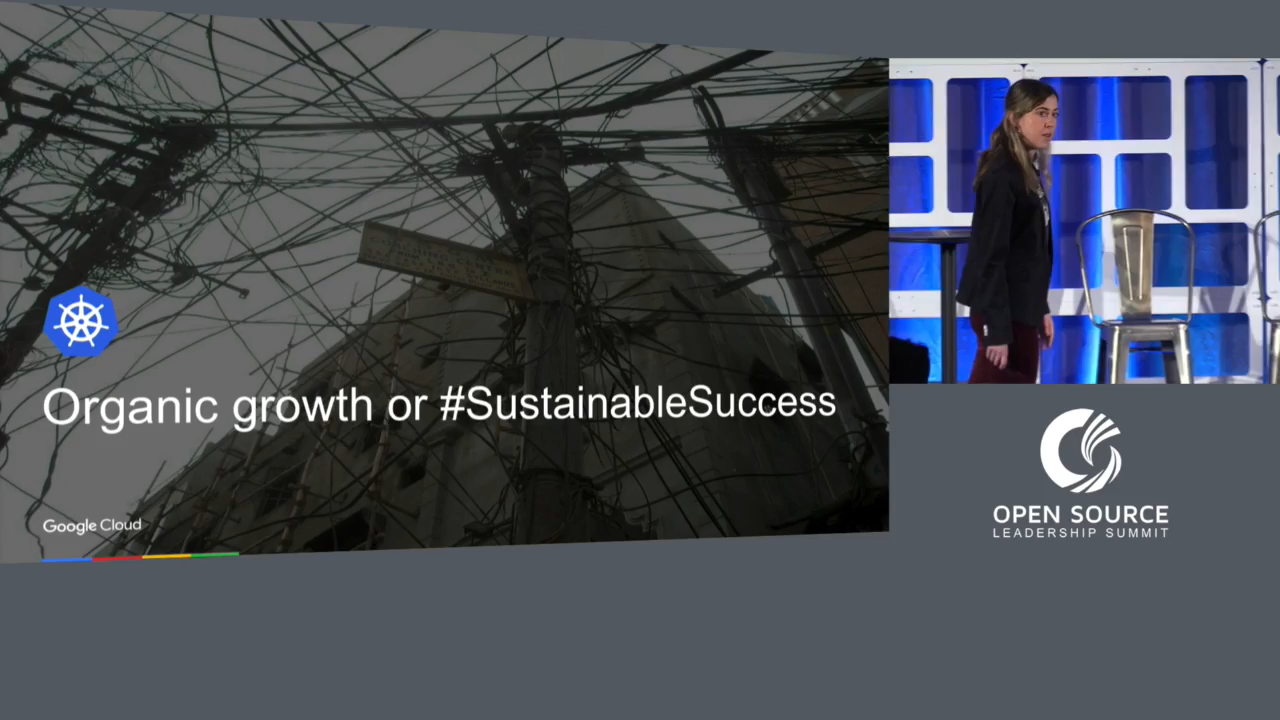 Organic growth or #SustainableSuccess
Google Cloud
OPEN SOURCE
LEADERSHIP SUMMIT